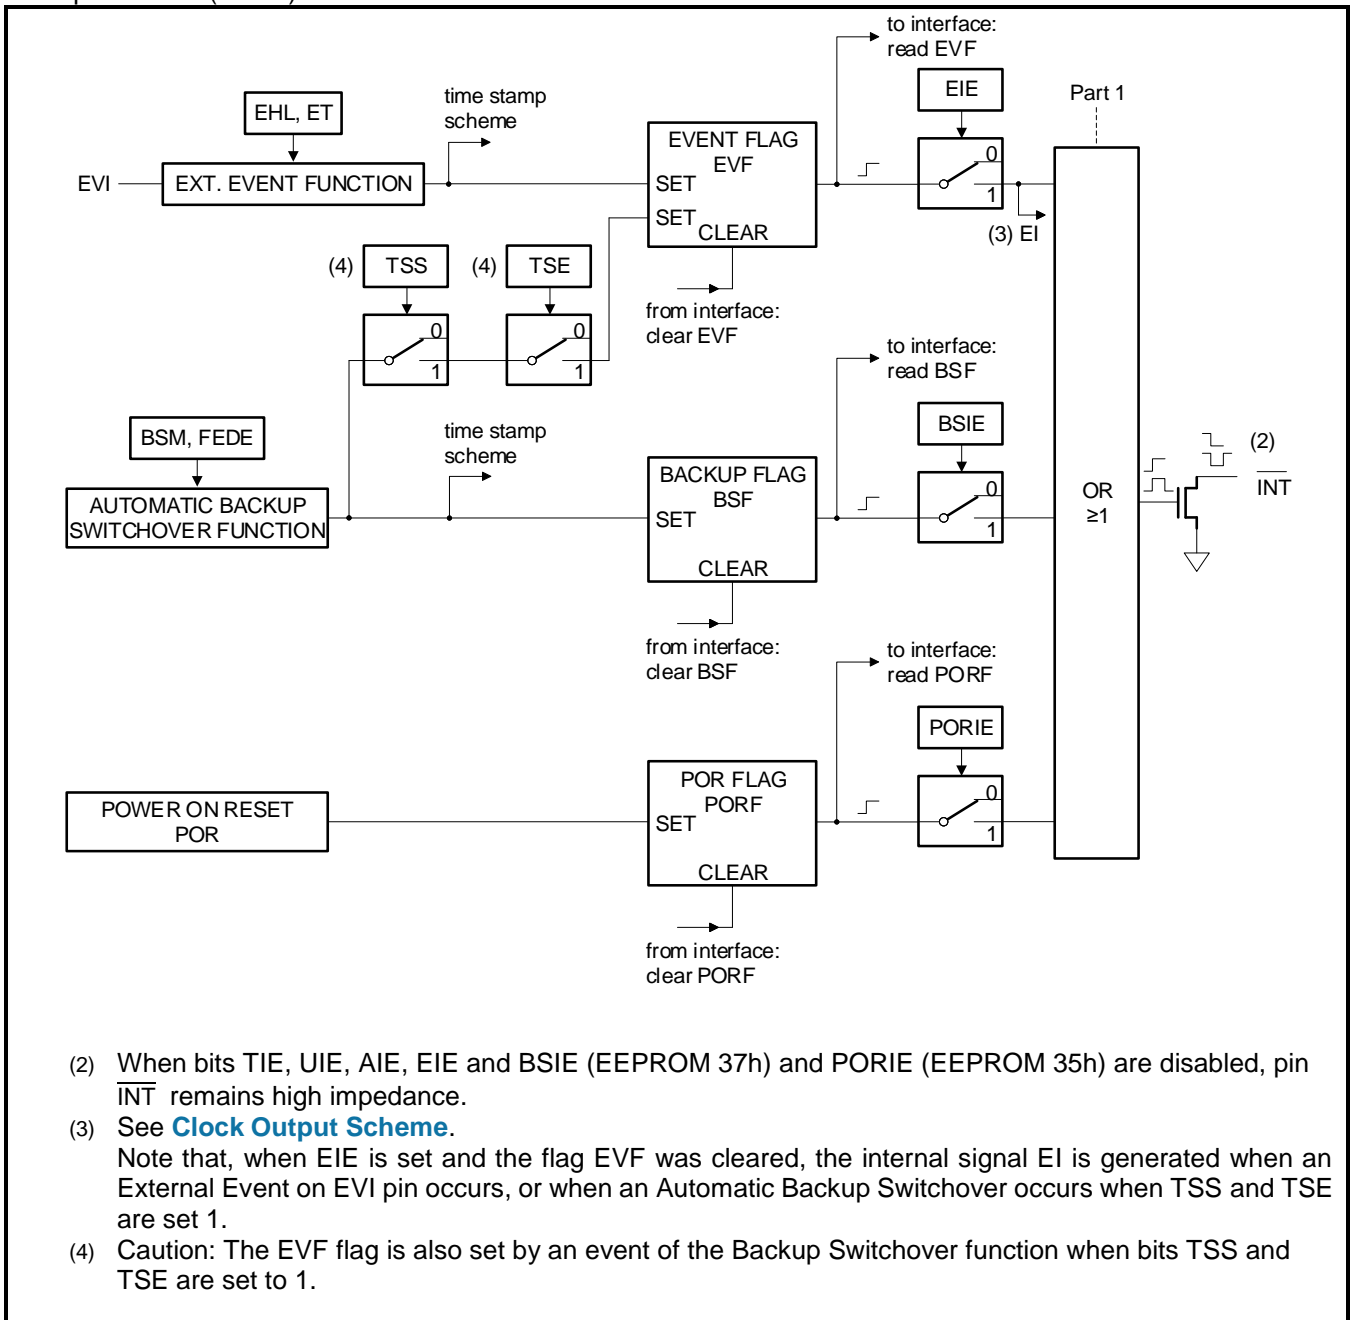 to interface:
read EVF
EIE
Part 1
time stamp
scheme
EHL, ET
EVENT FLAG
EVF
0
1
EVI
EXT. EVENT FUNCTION
SET
SET
CLEAR
(3) EI
(4)
TSS
(4)
TSE
from interface:
clear EVF
0
1
0
1
to interface:
read BSF
BSIE
BSM, FEDE
time stamp
scheme
(2)
INT
BACKUP FLAG
BSF
0
1
OR
≥1
AUTOMATIC BACKUP
SWITCHOVER FUNCTION
SET
CLEAR
from interface:
clear BSF
to interface:
read PORF
PORIE
POR FLAG
PORF
0
1
POWER ON RESET
POR
SET
CLEAR
from interface:
clear PORF
(2) When bits TIE, UIE, AIE, EIE and BSIE (EEPROM 37h) and PORIE (EEPROM 35h) are disabled, pin
INT remains high impedance.
(3) See Clock Output Scheme.
Note that, when EIE is set and the flag EVF was cleared, the internal signal EI is generated when an
External Event on EVI pin occurs, or when an Automatic Backup Switchover occurs when TSS and TSE
are set 1.
(4) Caution: The EVF flag is also set by an event of the Backup Switchover function when bits TSS and
TSE are set to 1.